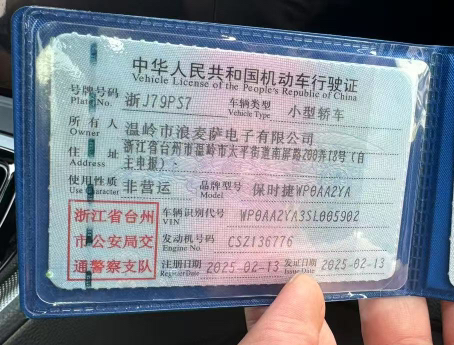 中华人民共和国机动车行驶证
Vehicle License of the People's Republic of China
号牌号码 浙J79PS7 车辆类型 小型轿车
Plate No. Vehicle Type
所有人 温岭市浪麦萨电子有限公司
Owner
住址 浙江省台州市温岭市太平街道南屏路288弄18号(自主申报)
Address
使用性质 非营运 品牌型号 保时捷WP0AA2YA
Use Character Model
浙江省台州市公安局交通警察支队
车辆识别代号 WP0AA2YA3SL005902
VIN
发动机号码 CSZ136776
Engine No.
注册日期 2025-02-13 发证日期 2025-02-13
Register Date Issue Date